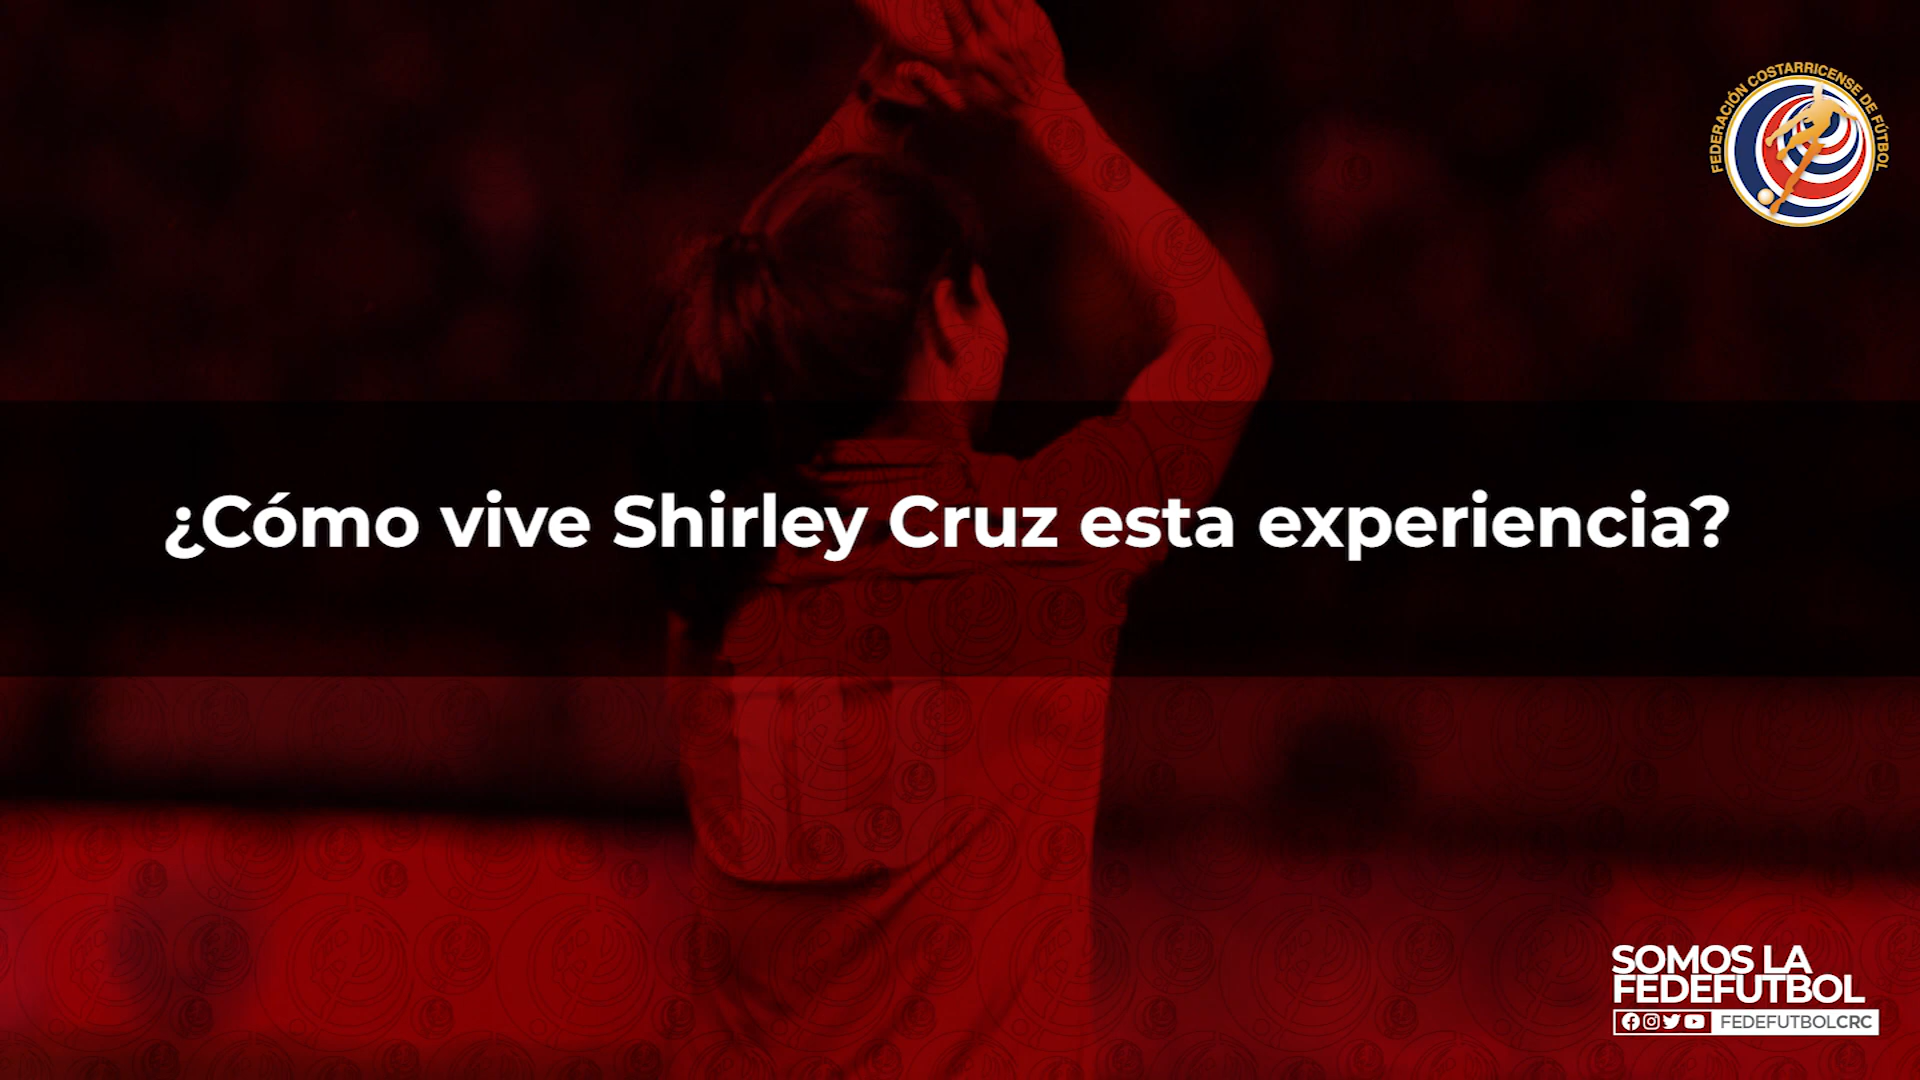 FEDERACIÓN COSTARRICENSE DE FÚTBOL
¿Cómo vive Shirley Cruz esta experiencia?
SOMOS LA
FEDEFUTBOL
FEDEFUTBOLCRC